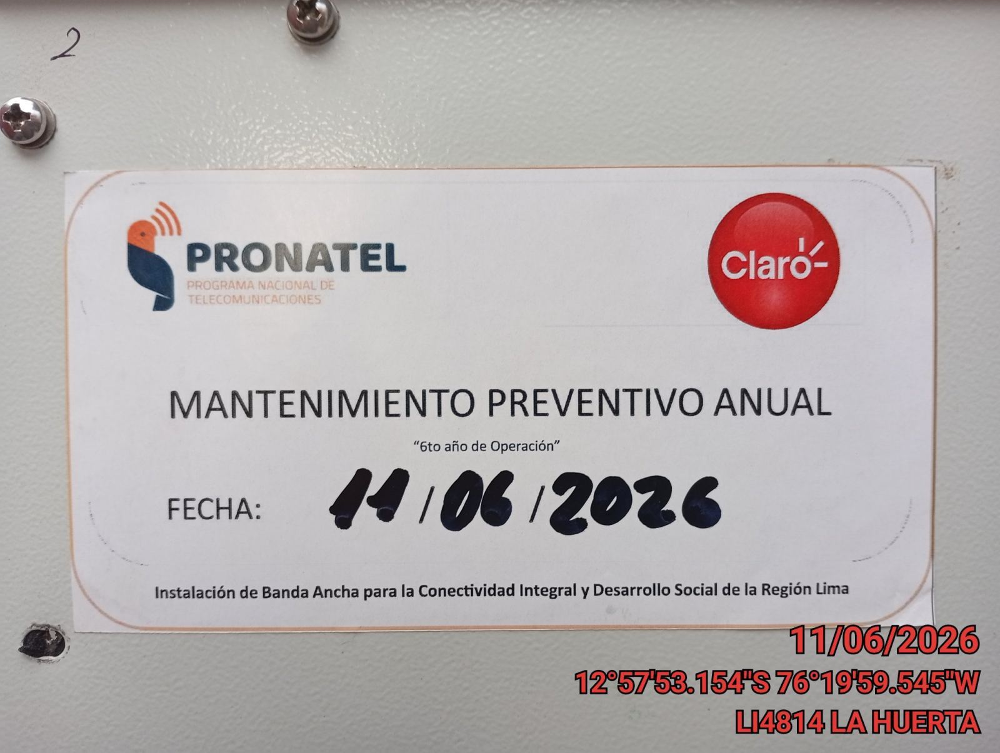 2
PRONATEL
PROGRAMA NACIONAL DE
TELECOMUNICACIONES
Claro
MANTENIMIENTO PREVENTIVO ANUAL
“6to año de Operación”
FECHA: 11/06/2026
Instalación de Banda Ancha para la Conectividad Integral y Desarrollo Social de la Región Lima
11/06/2026
12°57'53.154"S 76°19'59.545"W
LI4814 LA HUERTA